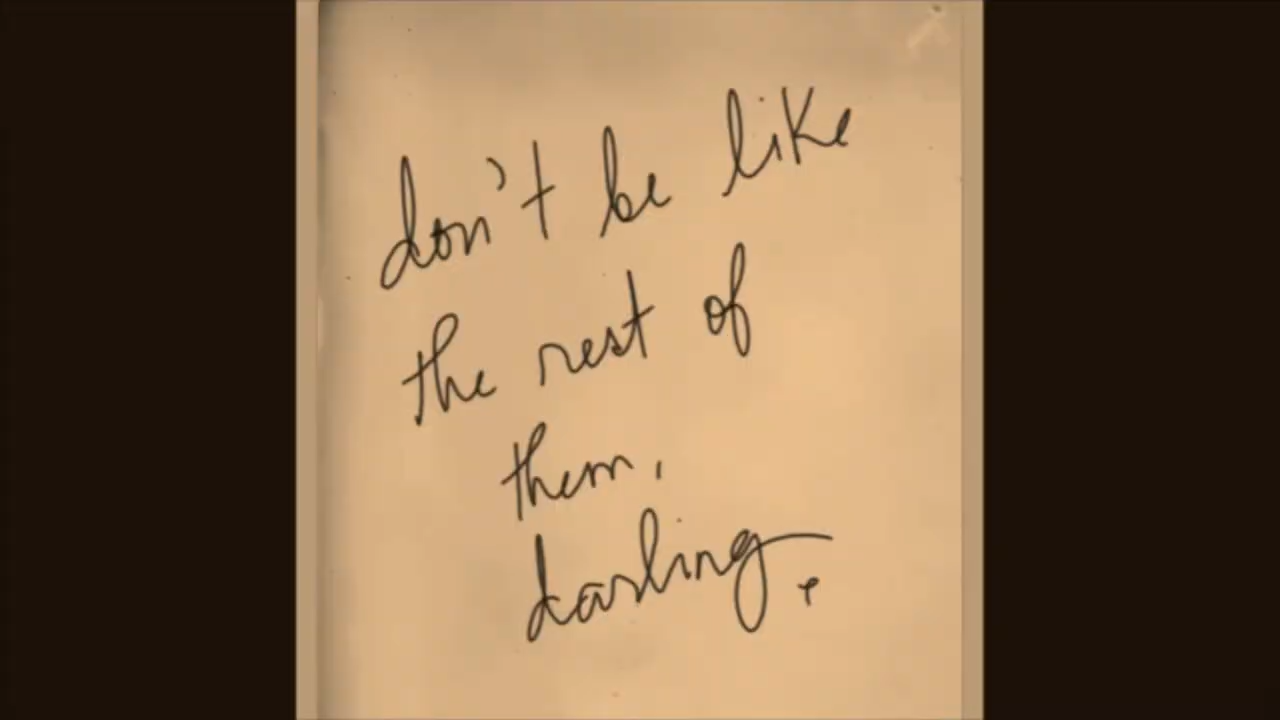 don't be like
the rest of
them,
darling.